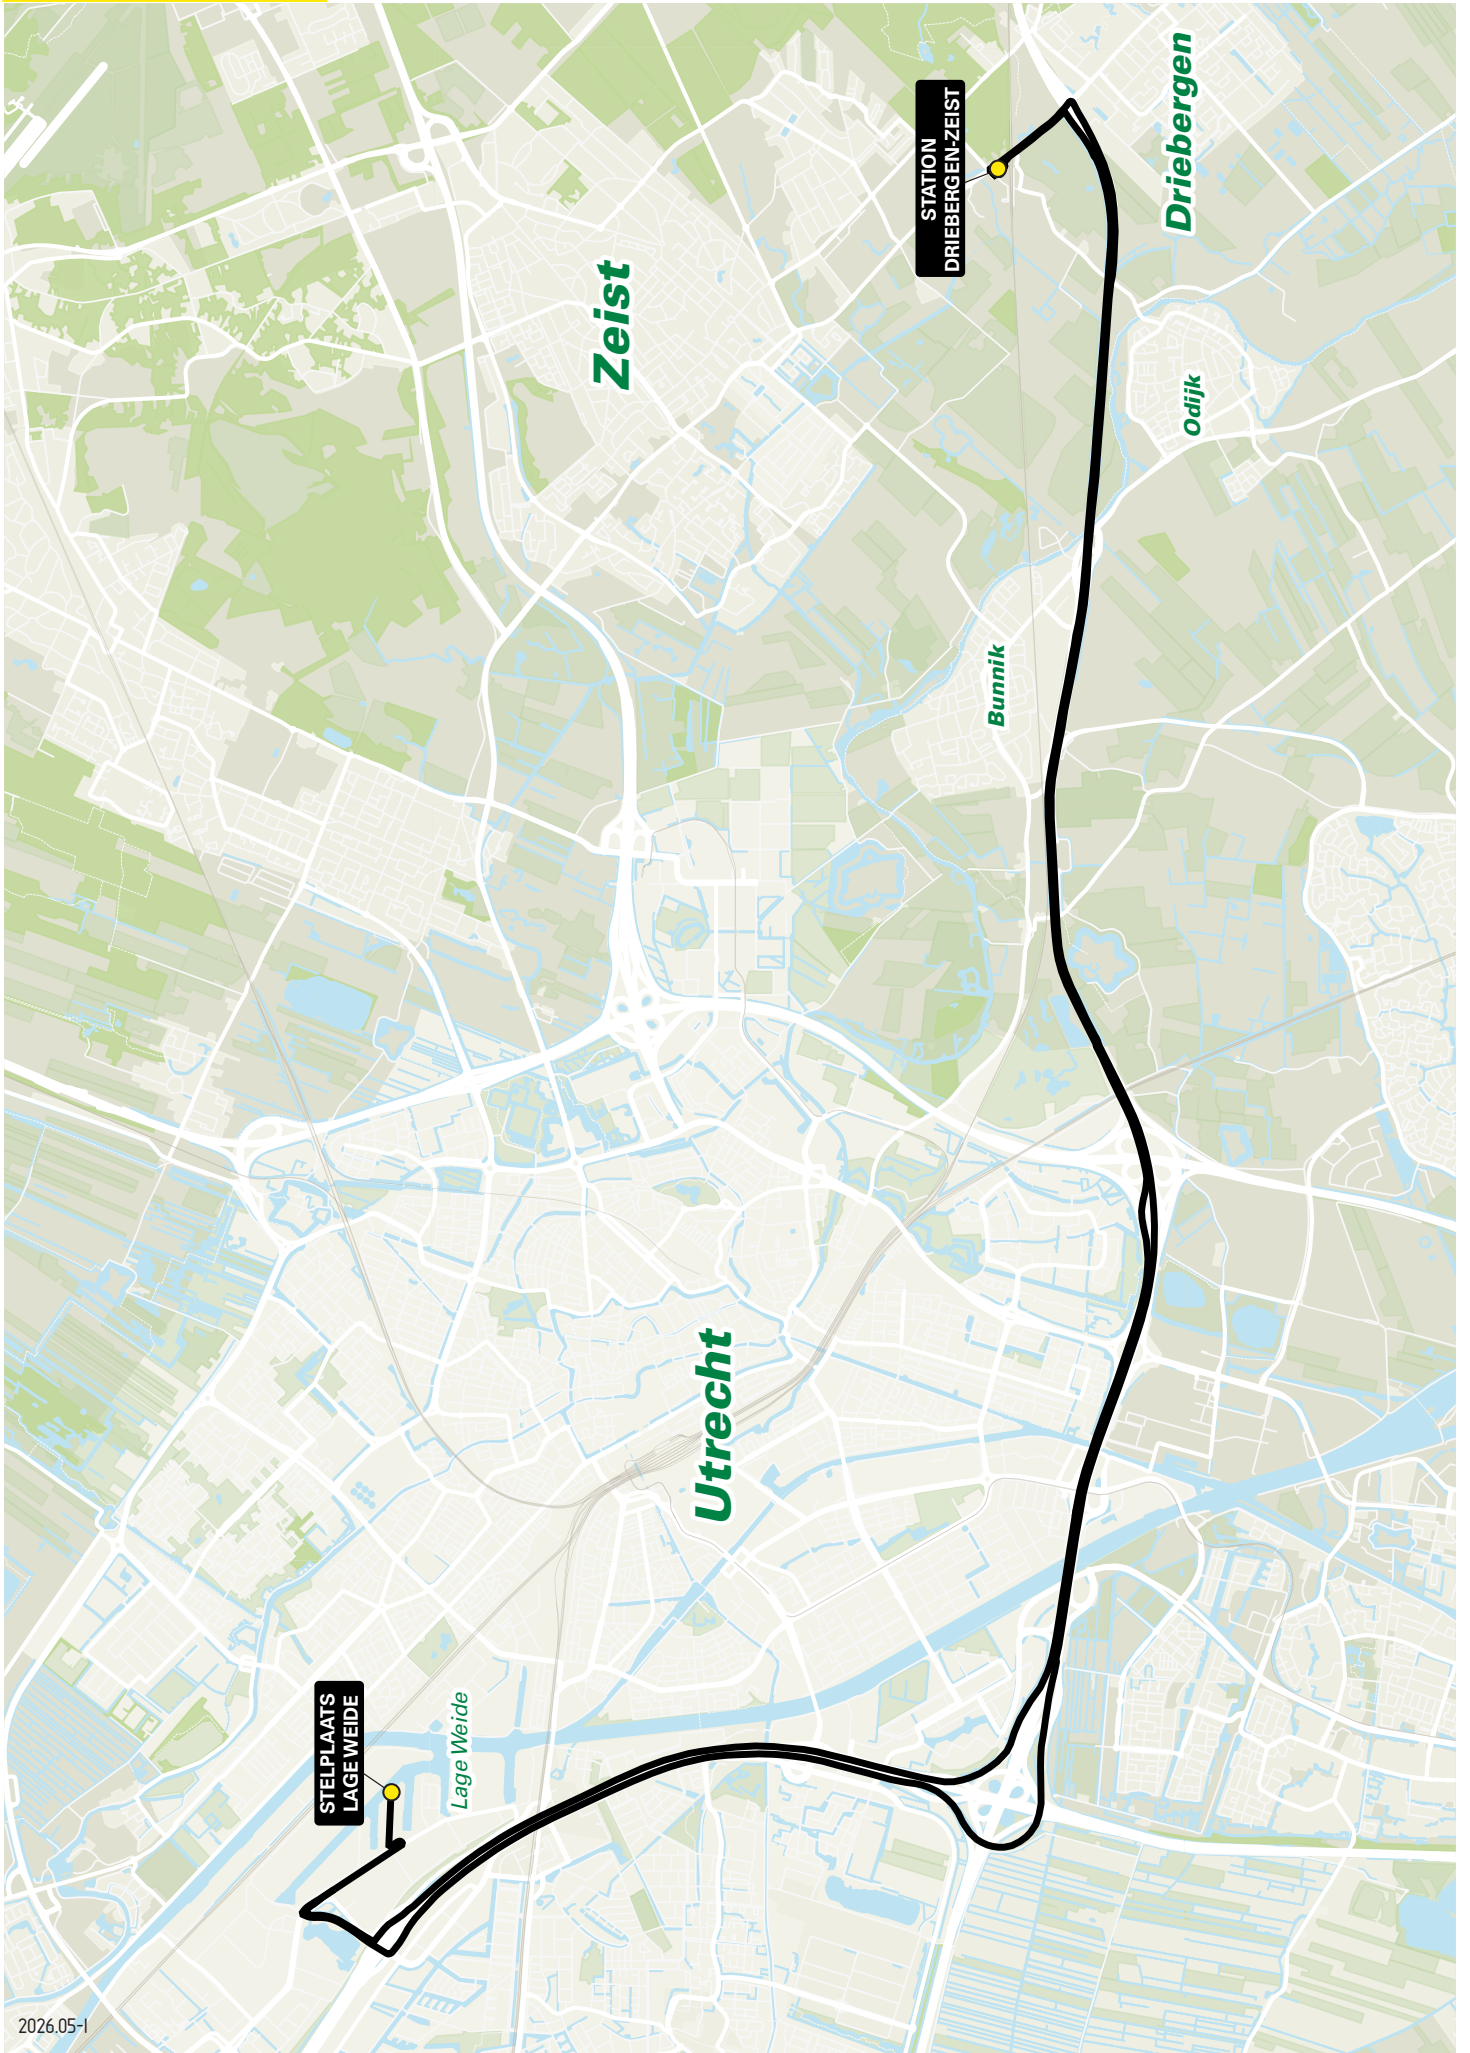 STATION
DRIEBERGEN-ZEIST
Driebergen
Zeist
Odijk
Bunnik
Utrecht
STELPLAATS
LAGE WEIDE
Lage Weide
2026.05-I